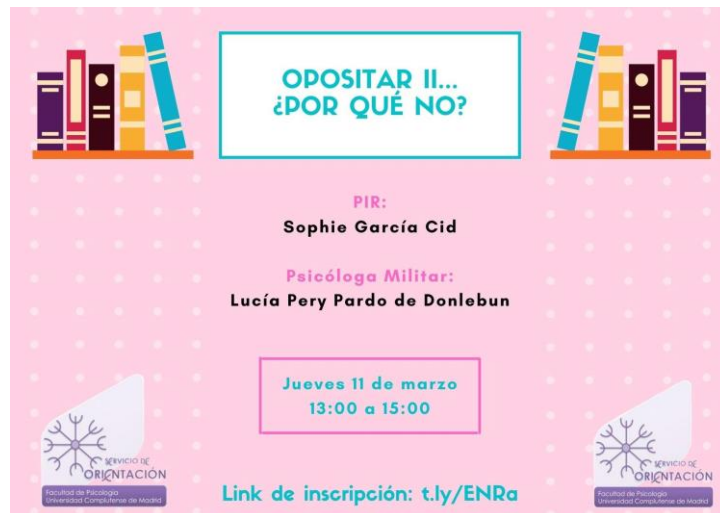 OPOSITAR II...
¿POR QUÉ NO?
PIR:
Sophie García Cid
Psicóloga Militar:
Lucía Pery Pardo de Donlebun
Jueves 11 de marzo
13:00 a 15:00
SERVICIO DE
ORIENTACIÓN
Facultad de Psicología
Universidad Complutense de Madrid
SERVICIO DE
ORIENTACIÓN
Facultad de Psicología
Universidad Complutense de Madrid
Link de inscripción: t.ly/ENRa